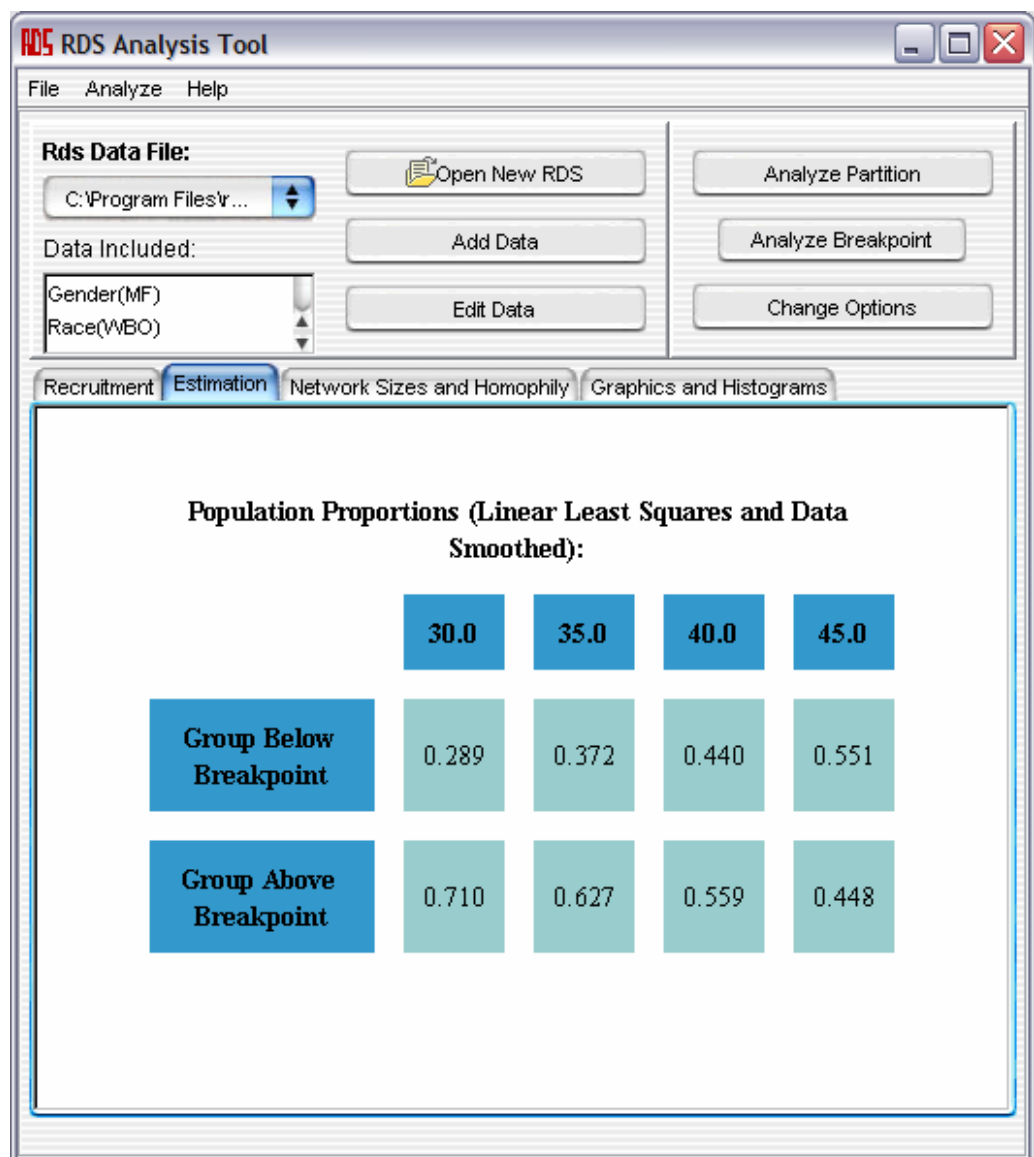 RDS RDS Analysis Tool
File Analyze Help
Rds Data File:
C:\Program Files\r...
Data Included:
Gender(MF)
Race(WBO)
Open New RDS
Add Data
Edit Data
Analyze Partition
Analyze Breakpoint
Change Options
Recruitment Estimation Network Sizes and Homophily Graphics and Histograms
Population Proportions (Linear Least Squares and Data
Smoothed):
30.0 35.0 40.0 45.0
Group Below
Breakpoint
0.289 0.372 0.440 0.551
Group Above
Breakpoint
0.710 0.627 0.559 0.448